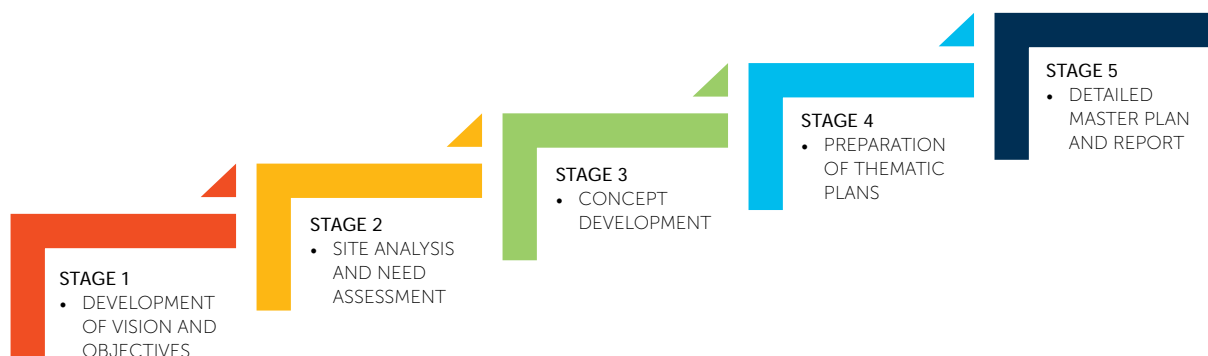 STAGE 1
• DEVELOPMENT
OF VISION AND
OBJECTIVES
STAGE 2
• SITE ANALYSIS
AND NEED
ASSESSMENT
STAGE 3
• CONCEPT
DEVELOPMENT
STAGE 4
• PREPARATION
OF THEMATIC
PLANS
STAGE 5
• DETAILED
MASTER PLAN
AND REPORT